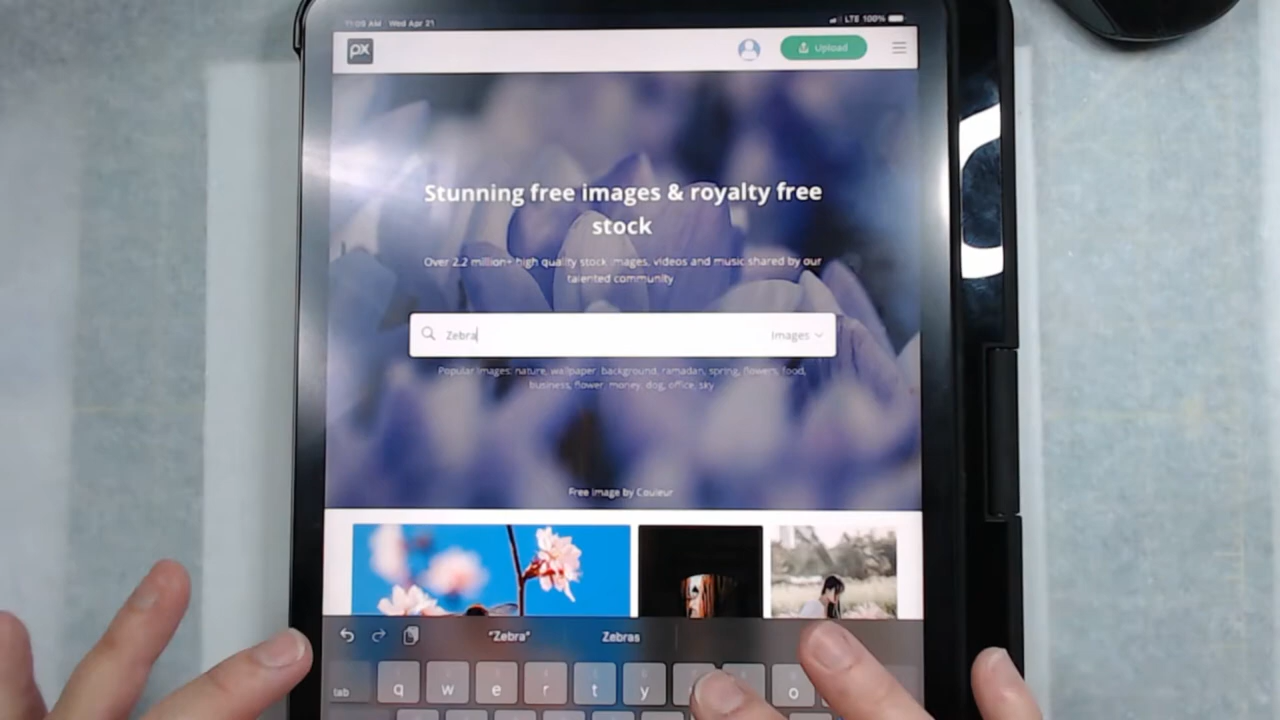 11:09 AM Wed Apr 21
LTE 100%
px
Upload
Stunning free images & royalty free
stock
Over 2.2 million+ high quality stock images, videos and music shared by our
talented community
Zebra
Images
Popular Images: nature, wallpaper, background, ramadan, spring, flowers, food,
business, flower, money, dog, office, sky
Free image by Couleur
"Zebra" Zebras
tab q w e r t y o